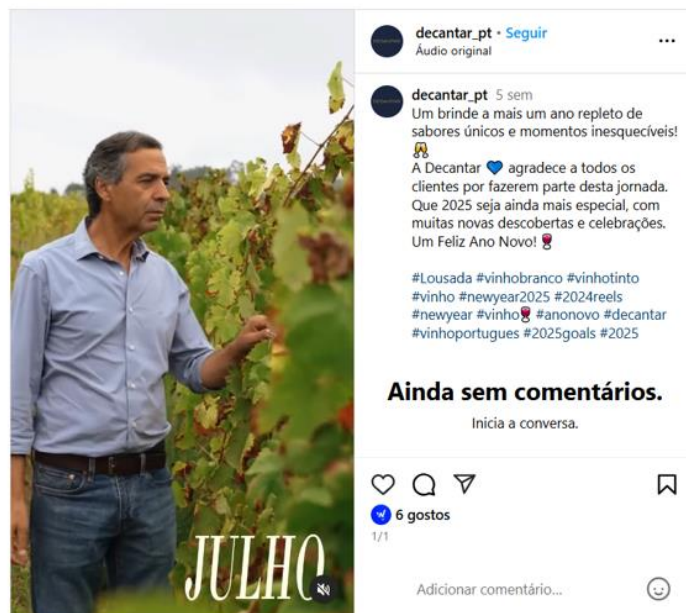 decantar_pt • Seguir
Áudio original
decantar_pt 5 sem
Um brinde a mais um ano repleto de
sabores únicos e momentos inesquecíveis!
🥂
A Decantar 💙 agradece a todos os
clientes por fazerem parte desta jornada.
Que 2025 seja ainda mais especial, com
muitas novas descobertas e celebrações.
Um Feliz Ano Novo! 🍷
#Lousada #vinhobranco #vinhotinto
#vinho #newyear2025 #2024reels
#newyear #vinho🍷 #anonovo #decantar
#vinhoportugues #2025goals #2025
Ainda sem comentários.
Inicia a conversa.
6 gostos
1/1
Adicionar comentário...
JULHO